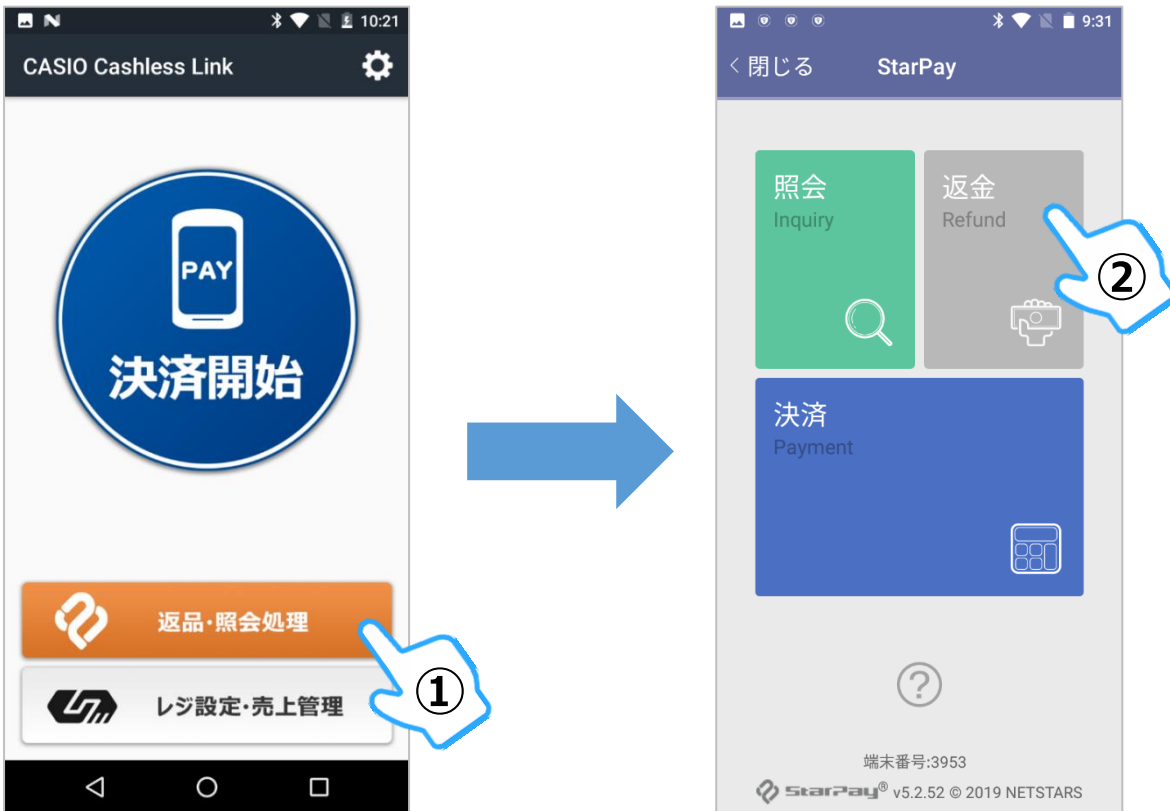 10:21
CASIO Cashless Link
PAY
決済開始
返品・照会処理
①
レジ設定・売上管理
9:31
閉じる
StarPay
照会
Inquiry
返金
Refund
②
決済
Payment
?
端末番号:3953
StarPay® v5.2.52 © 2019 NETSTARS